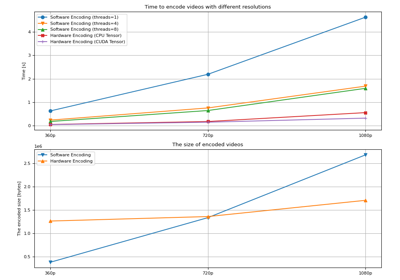 Time to encode videos with different resolutions
Software Encoding (threads=1)
Software Encoding (threads=4)
Software Encoding (threads=8)
Hardware Encoding (CPU Tensor)
Hardware Encoding (CUDA Tensor)
Time [s]
4
3
2
1
0
360p 720p 1080p
The size of encoded videos
1e6
Software Encoding
Hardware Encoding
The encoded size [bytes]
2.5
2.0
1.5
1.0
0.5
360p 720p 1080p